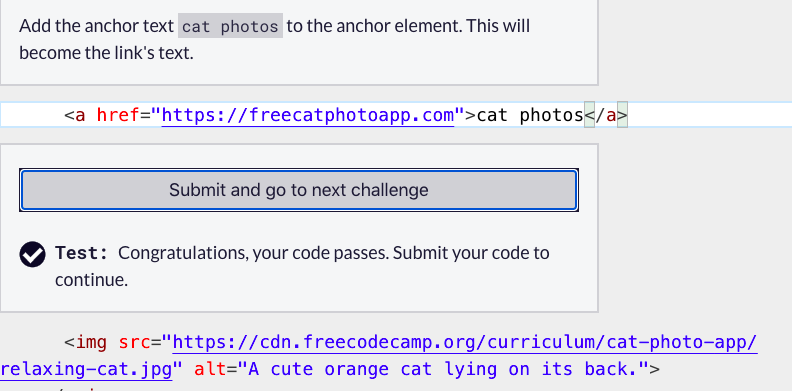 Add the anchor text cat photos to the anchor element. This will
become the link's text.
<a href="https://freecatphotoapp.com">cat photos</a>
Submit and go to next challenge
Test: Congratulations, your code passes. Submit your code to
continue.
<img src="https://cdn.freecodecamp.org/curriculum/cat-photo-app/
relaxing-cat.jpg" alt="A cute orange cat lying on its back.">